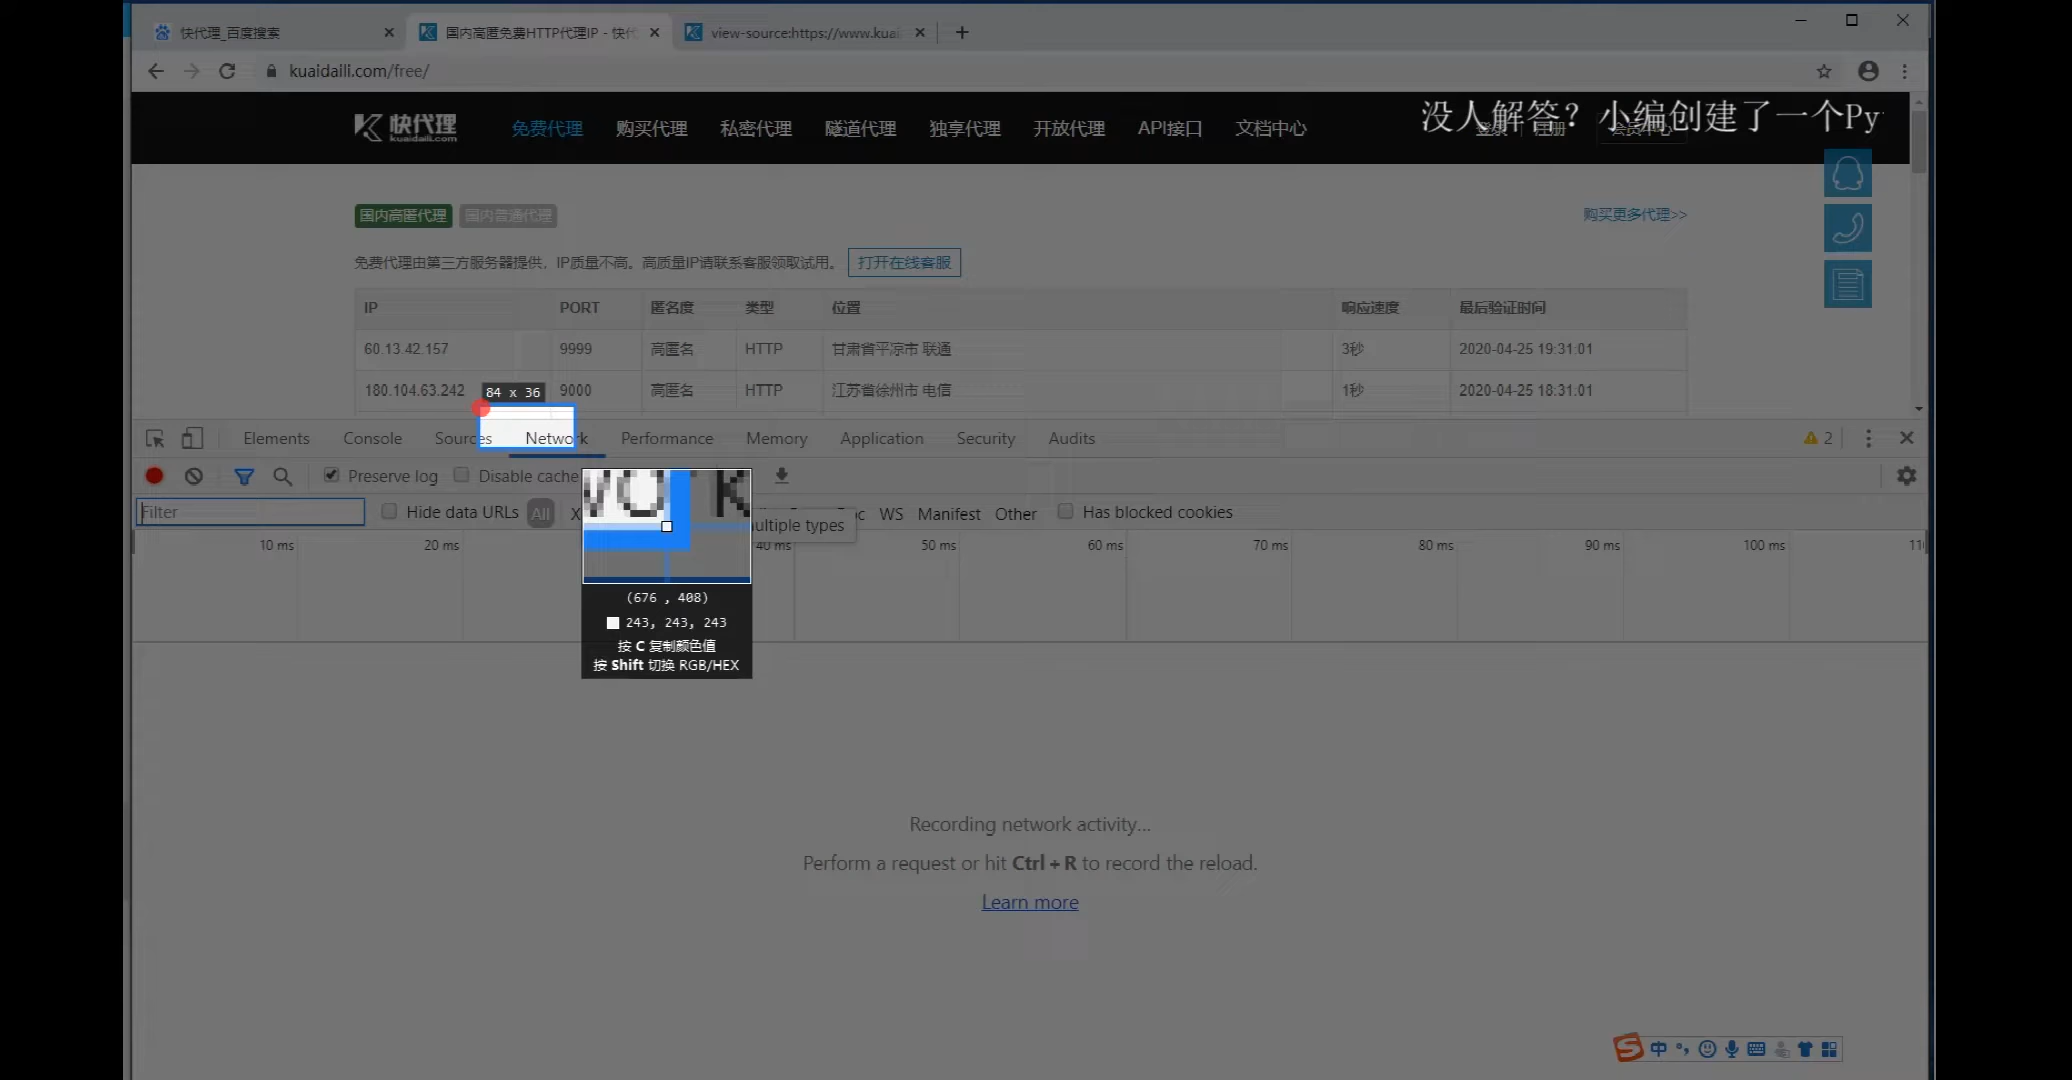 快代理_百度搜索
国内高匿免费HTTP代理IP - 快代
view-source:https://www.kuai
kuaidaili.com/free/
快代理
kuaidaili.com
免费代理 购买代理 私密代理 隧道代理 独享代理 开放代理 API接口 文档中心
登录 注册 会员中心
没人解答？小编创建了一个Py
国内高匿代理 国内普通代理 购买更多代理>>
免费代理由第三方服务器提供，IP质量不高。高质量IP请联系客服领取试用。 打开在线客服
IP PORT 匿名度 类型 位置 响应速度 最后验证时间
60.13.42.157 9999 高匿名 HTTP 甘肃省平凉市 联通 3秒 2020-04-25 19:31:01
180.104.63.242 9000 高匿名 HTTP 江苏省徐州市 电信 1秒 2020-04-25 18:31:01
84 x 36
Elements Console Sources Network Performance Memory Application Security Audits 2
Preserve log Disable cache
Filter Hide data URLs All X WS Manifest Other Has blocked cookies
ultiple types
10 ms 20 ms 40 ms 50 ms 60 ms 70 ms 80 ms 90 ms 100 ms 11
(676 , 408)
243, 243, 243
按 C 复制颜色值
按 Shift 切换 RGB/HEX
Recording network activity...
Perform a request or hit Ctrl + R to record the reload.
Learn more
中